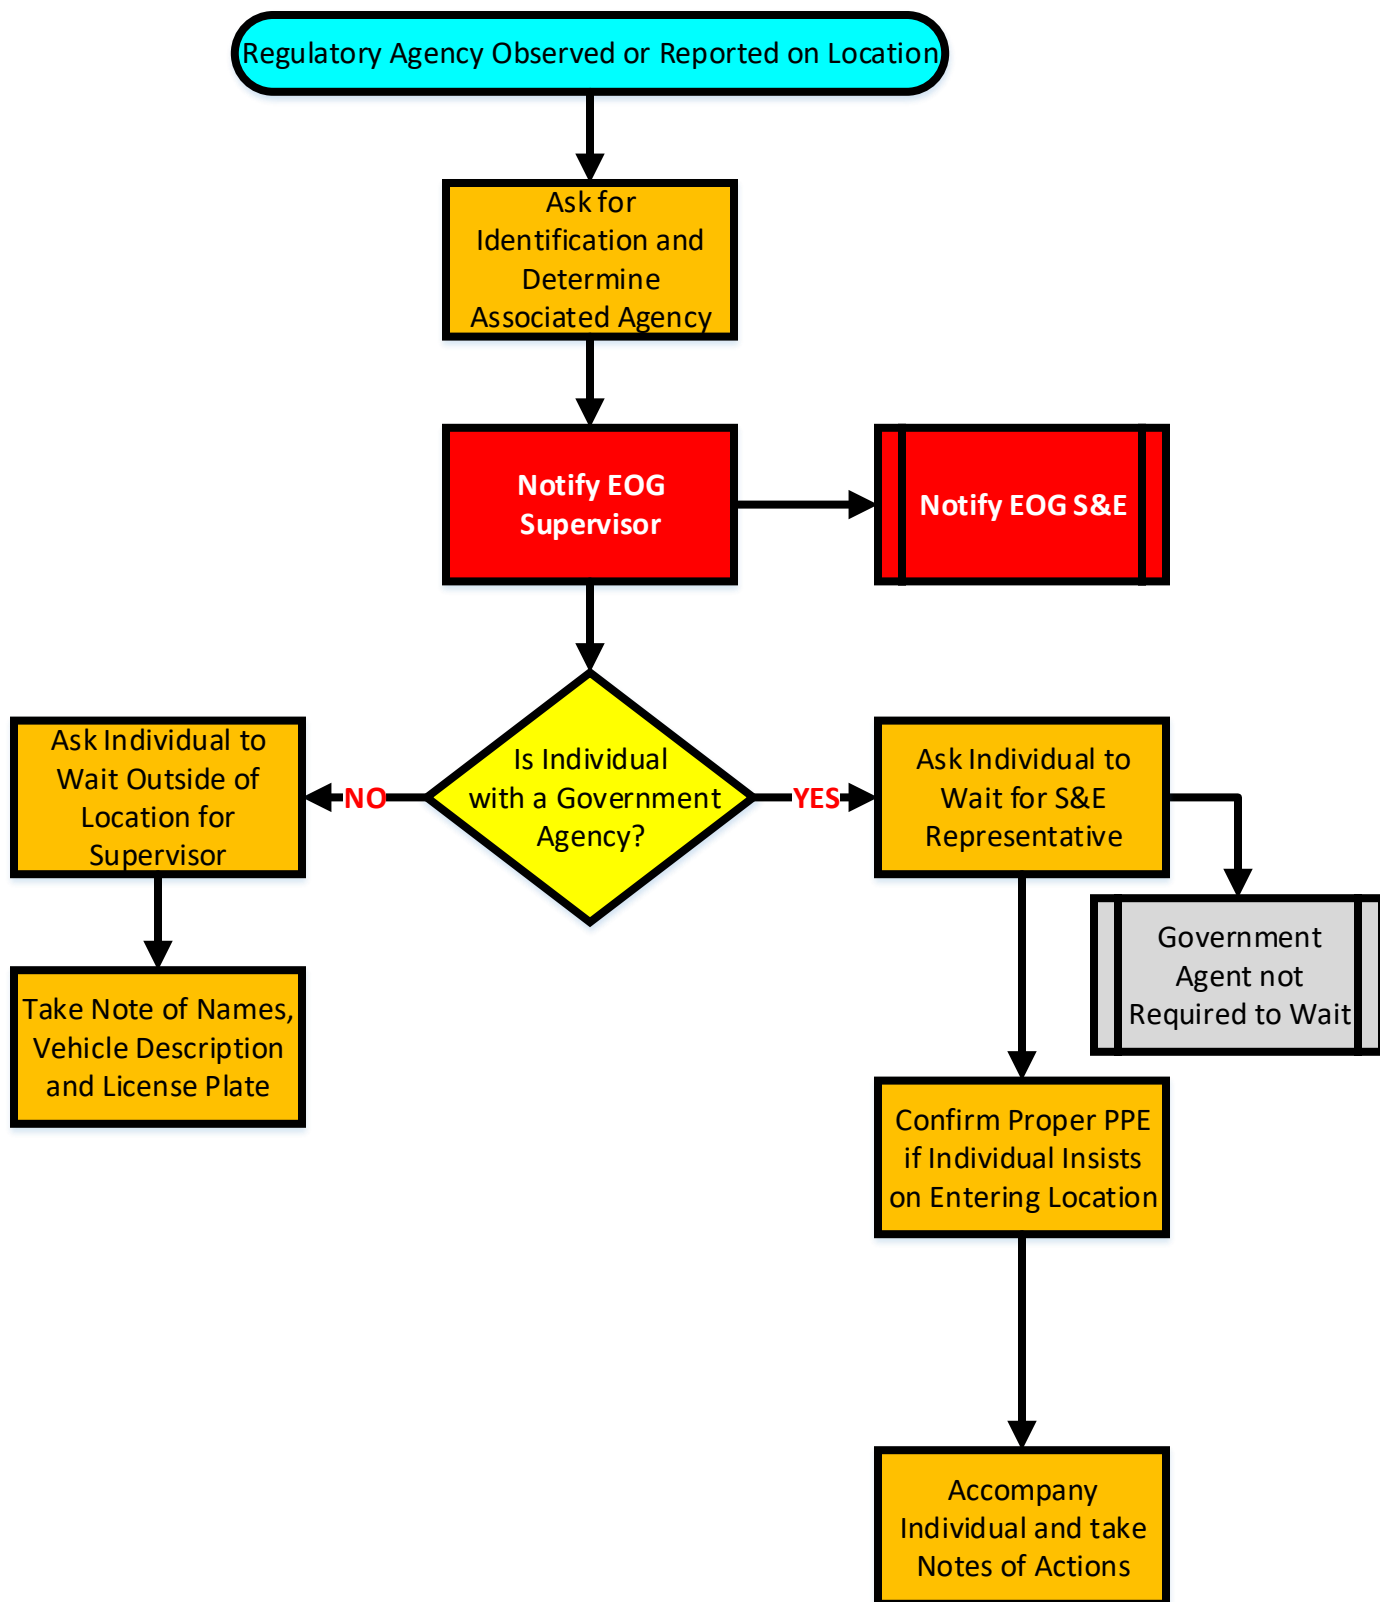 Regulatory Agency Observed or Reported on Location
Ask for
Identification and
Determine
Associated Agency
Notify EOG
Supervisor
Notify EOG S&E
Is Individual
with a Government
Agency?
NO
YES
Ask Individual to
Wait Outside of
Location for
Supervisor
Take Note of Names,
Vehicle Description
and License Plate
Ask Individual to
Wait for S&E
Representative
Government
Agent not
Required to Wait
Confirm Proper PPE
if Individual Insists
on Entering Location
Accompany
Individual and take
Notes of Actions